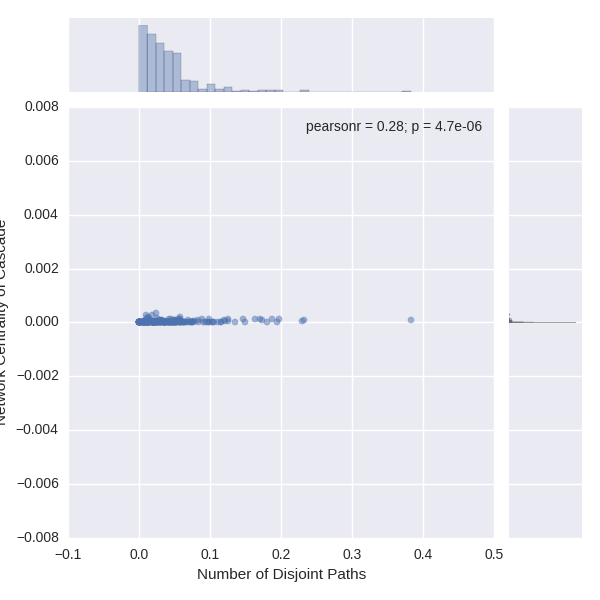 0.008
pearsonr = 0.28; p = 4.7e-06
0.006
0.004
0.002
0.000
−0.002
−0.004
−0.006
−0.008
Network Centrality of Cascade
−0.1 0.0 0.1 0.2 0.3 0.4 0.5
Number of Disjoint Paths